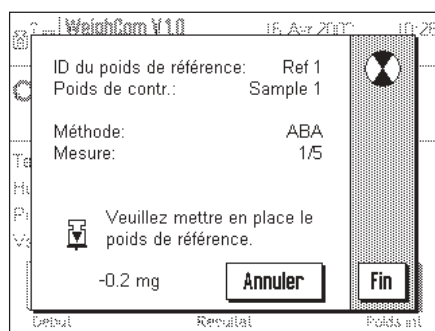 WeighCom V1.0
ID du poids de référence: Ref 1
Poids de contr.: Sample 1
Méthode: ABA
Mesure: 1/5
Veuillez mettre en place le
poids de référence.
-0.2 mg Annuler Fin